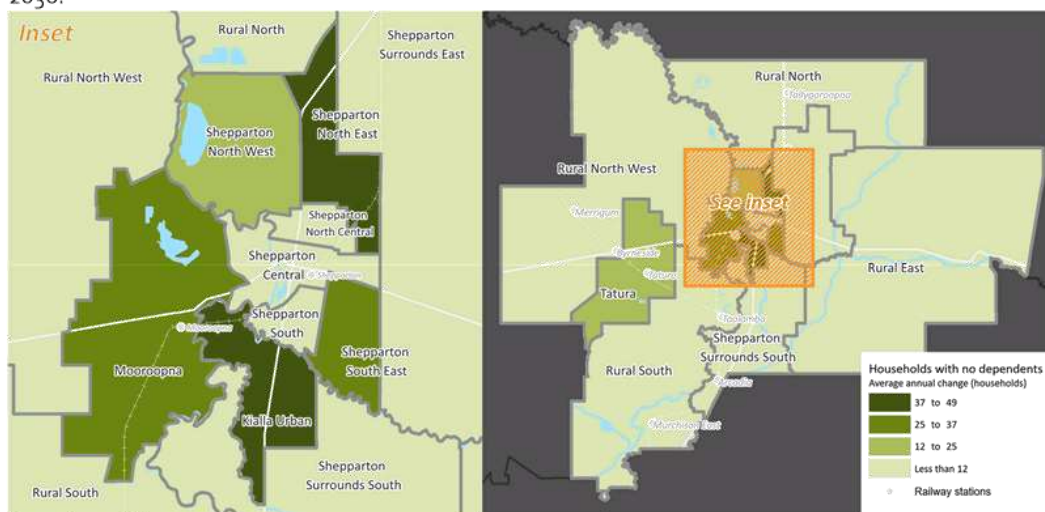 2036.
Inset
Rural North
Shepparton
Surrounds East
Rural North West
Shepparton
North East
Shepparton
North West
Shepparton
North Central
Shepparton
Central
Shepparton
Shepparton
South
Mooroopna
Shepparton
South East
Mooroopna
Kialla Urban
Rural South
Shepparton
Surrounds South
Rural North
Tallygaroopna
Rural North West
See inset
Merrigum
Byrneside
Tatura
Tatura
Rural East
Toolamba
Shepparton
Surrounds South
Rural South
Arcadia
Murchison East
Households with no dependents
Average annual change (households)
37 to 49
25 to 37
12 to 25
Less than 12
Railway stations